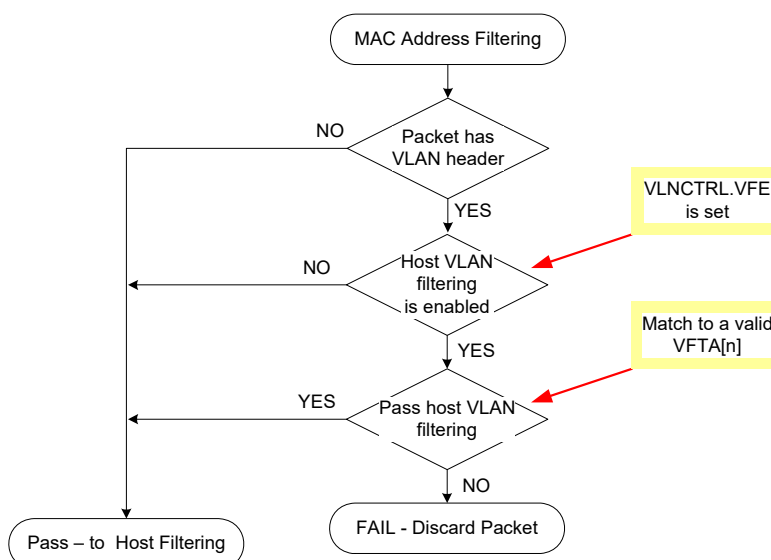 MAC Address Filtering
NO
Packet has
VLAN header
YES
VLNCTRL.VFE
is set
NO
Host VLAN
filtering
is enabled
YES
Match to a valid
VFTA[n]
YES
Pass host VLAN
filtering
NO
Pass – to Host Filtering
FAIL - Discard Packet